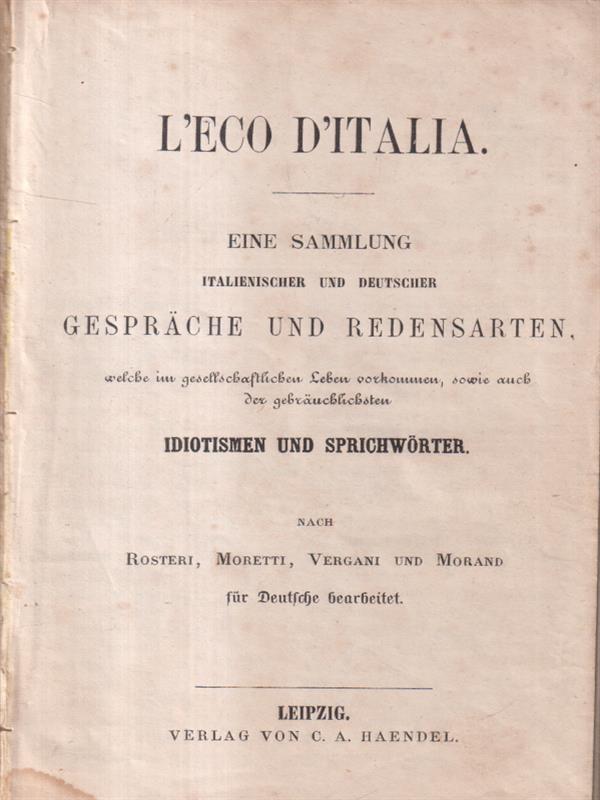 L'ECO D'ITALIA.
EINE SAMMLUNG
ITALIENISCHER UND DEUTSCHER
GESPRÄCHE UND REDENSARTEN,
welche im gesellschaftlichen Leben vorkommen, sowie auch
der gebräuchlichsten
IDIOTISMEN UND SPRICHWÖRTER.
NACH
ROSTERI, MORETTI, VERGANI UND MORAND
für Deutſche bearbeitet.
LEIPZIG.
VERLAG VON C. A. HAENDEL.